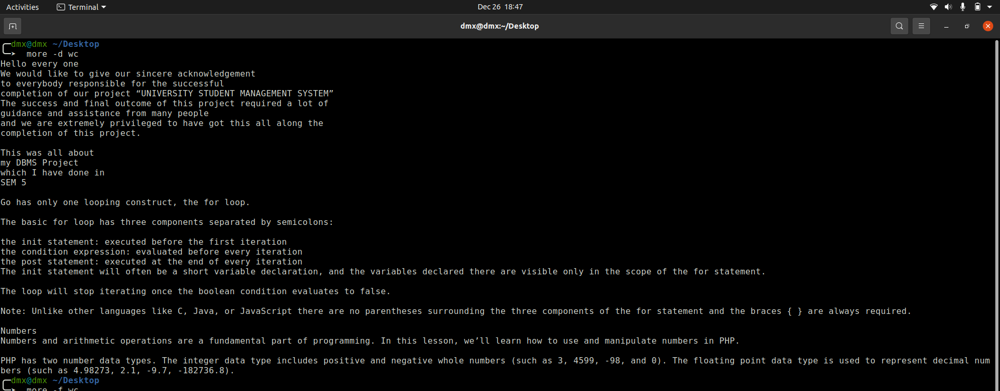 Activities Terminal Dec 26 18:47
dmx@dmx:~/Desktop
dmx@dmx ~/Desktop
more -d wc
Hello every one
We would like to give our sincere acknowledgement
to everybody responsible for the successful
completion of our project “UNIVERSITY STUDENT MANAGEMENT SYSTEM”
The success and final outcome of this project required a lot of
guidance and assistance from many people
and we are extremely privileged to have got this all along the
completion of this project.
This was all about
my DBMS Project
which I have done in
SEM 5
Go has only one looping construct, the for loop.
The basic for loop has three components separated by semicolons:
the init statement: executed before the first iteration
the condition expression: evaluated before every iteration
the post statement: executed at the end of every iteration
The init statement will often be a short variable declaration, and the variables declared there are visible only in the scope of the for statement.
The loop will stop iterating once the boolean condition evaluates to false.
Note: Unlike other languages like C, Java, or JavaScript there are no parentheses surrounding the three components of the for statement and the braces { } are always required.
Numbers
Numbers and arithmetic operations are a fundamental part of programming. In this lesson, we’ll learn how to use and manipulate numbers in PHP.
PHP has two number data types. The integer data type includes positive and negative whole numbers (such as 3, 4599, -98, and 0). The floating point data type is used to represent decimal num
bers (such as 4.98273, 2.1, -9.7, -182736.8).
dmx@dmx ~/Desktop
more -f wc